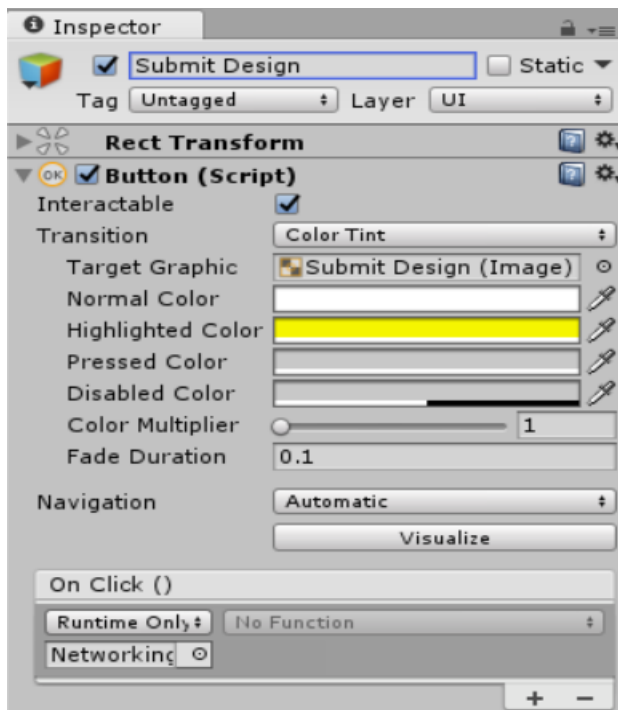 Inspector
Submit Design Static
Tag Untagged Layer UI
Rect Transform
OK Button (Script)
Interactable
Transition Color Tint
Target Graphic Submit Design (Image)
Normal Color
Highlighted Color
Pressed Color
Disabled Color
Color Multiplier 1
Fade Duration 0.1
Navigation Automatic
Visualize
On Click ()
Runtime Only No Function
Networking